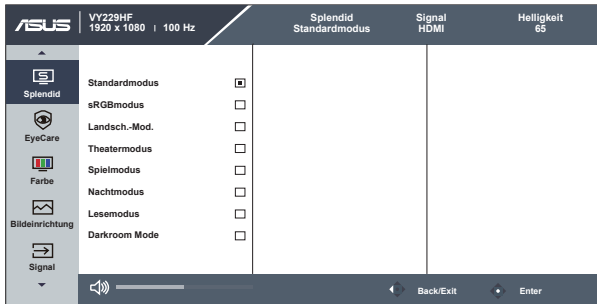 ASUS
VY229HF
1920 x 1080 | 100 Hz
Splendid
Standardmodus
Signal
HDMI
Helligkeit
65
Splendid
EyeCare
Farbe
Bildeinrichtung
Signal
Standardmodus
sRGBmodus
Landsch.-Mod.
Theatermodus
Spielmodus
Nachtmodus
Lesemodus
Darkroom Mode
Back/Exit
Enter